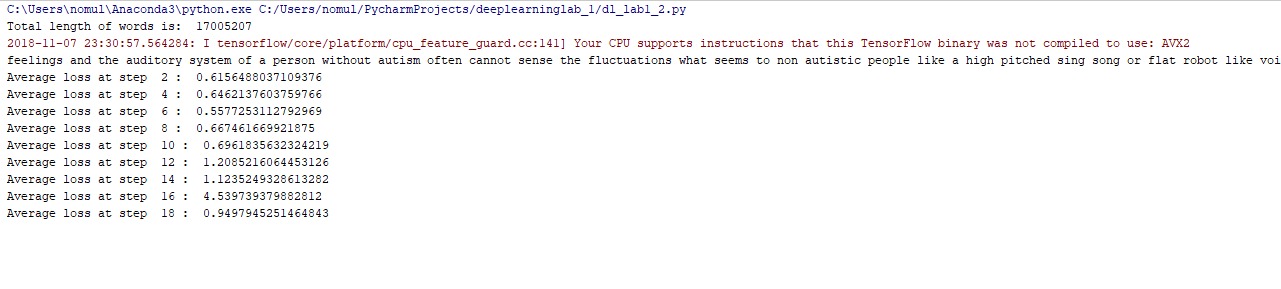 C:\Users\nomul\Anaconda3\python.exe C:/Users/nomul/PycharmProjects/deeplearninglab_1/dl_lab1_2.py
Total length of words is:  17005207
2018-11-07 23:30:57.564284: I tensorflow/core/platform/cpu_feature_guard.cc:141] Your CPU supports instructions that this TensorFlow binary was not compiled to use: AVX2
feelings and the auditory system of a person without autism often cannot sense the fluctuations what seems to non autistic people like a high pitched sing song or flat robot like voi
Average loss at step  2 :  0.6156488037109376
Average loss at step  4 :  0.6462137603759766
Average loss at step  6 :  0.5577253112792969
Average loss at step  8 :  0.667461669921875
Average loss at step  10 :  0.6961835632324219
Average loss at step  12 :  1.2085216064453126
Average loss at step  14 :  1.1235249328613282
Average loss at step  16 :  4.539739379882812
Average loss at step  18 :  0.9497945251464843